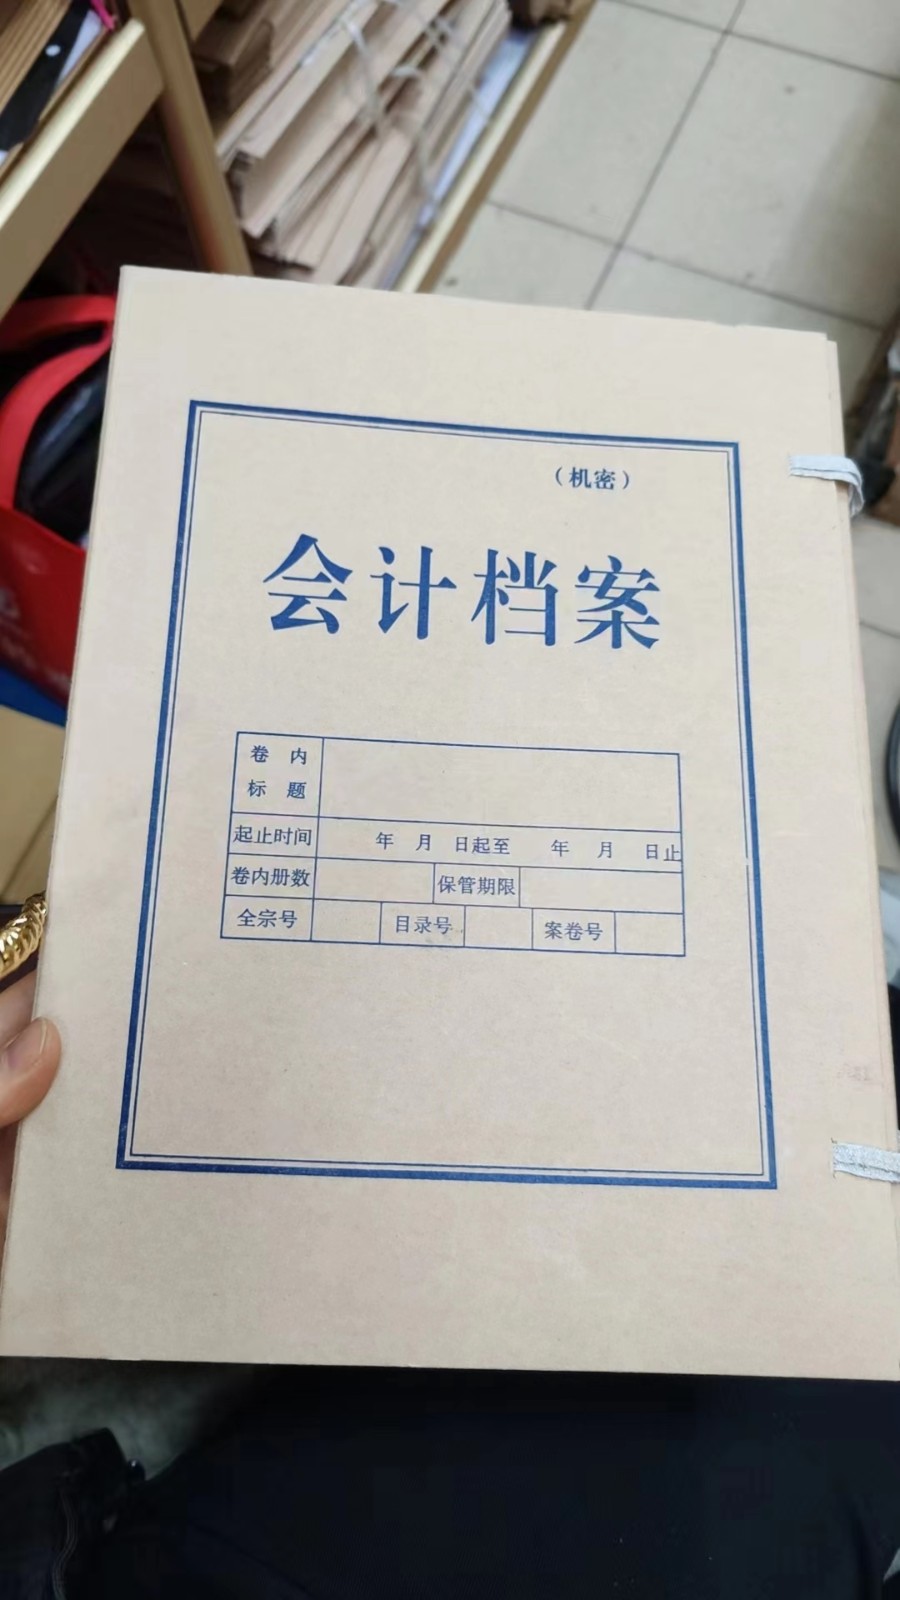 （机密）
会计档案
卷 内
标 题
起止时间 年 月 日起至 年 月 日止
卷内册数 保管期限
全宗号 目录号 案卷号